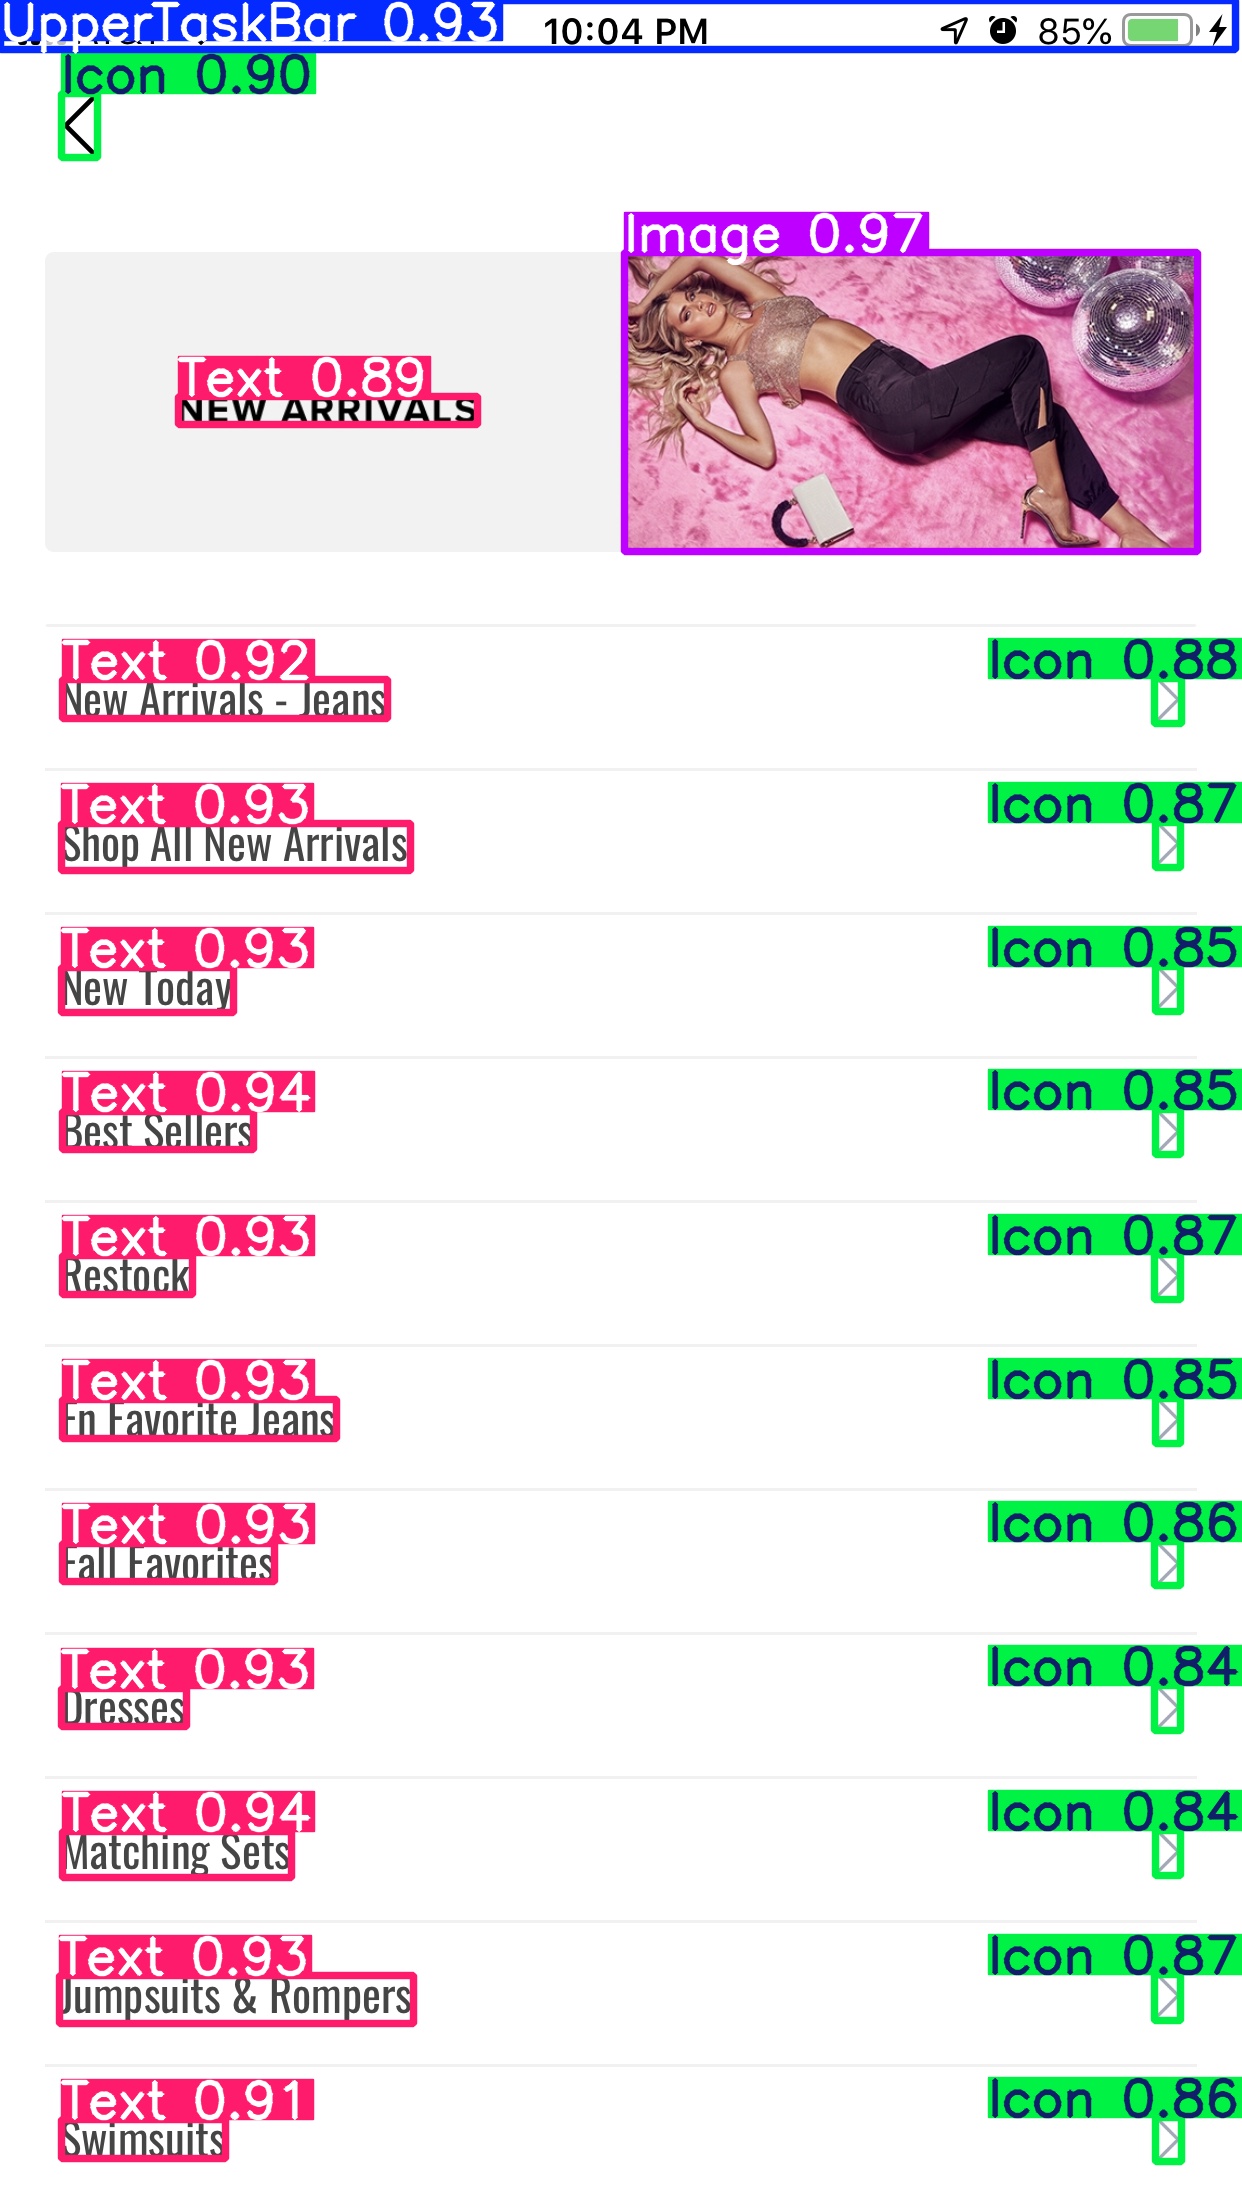 UpperTaskBar 0.93
10:04 PM
85%
Icon 0.90
Image 0.97
Text 0.89
NEW ARRIVALS
Text 0.92
Icon 0.88
New Arrivals - Jeans
Text 0.93
Icon 0.87
Shop All New Arrivals
Text 0.93
Icon 0.85
New Today
Text 0.94
Icon 0.85
Best Sellers
Text 0.93
Icon 0.87
Restock
Text 0.93
Icon 0.85
Fn Favorite Jeans
Text 0.93
Icon 0.86
Fall Favorites
Text 0.93
Icon 0.84
Dresses
Text 0.94
Icon 0.84
Matching Sets
Text 0.93
Icon 0.87
Jumpsuits & Rompers
Text 0.91
Icon 0.86
Swimsuits